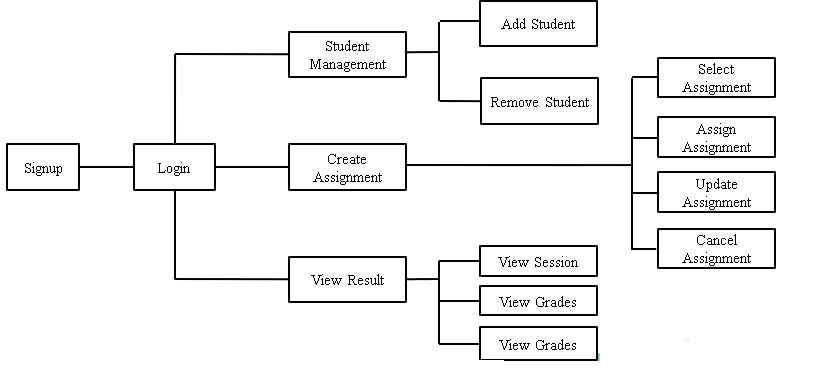 Signup
Login
Student
Management
Add Student
Remove Student
Create
Assignment
Select
Assignment
Assign
Assignment
Update
Assignment
Cancel
Assignment
View Result
View Session
View Grades
View Grades